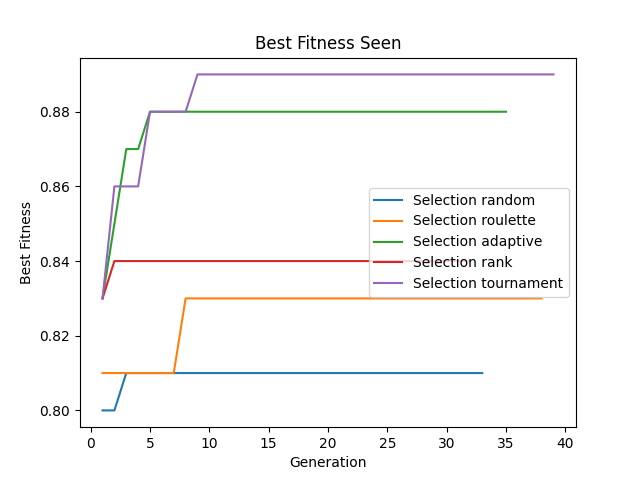 Best Fitness Seen
Best Fitness
0.88
0.86
0.84
0.82
0.80
Selection random
Selection roulette
Selection adaptive
Selection rank
Selection tournament
0 5 10 15 20 25 30 35 40
Generation